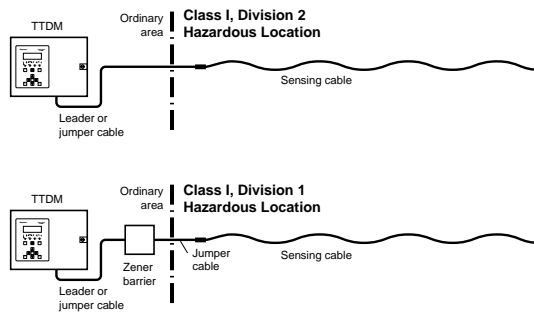 Ordinary
area
Class I, Division 2
Hazardous Location
TTDM
Sensing cable
Leader or
jumper cable
Ordinary
area
Class I, Division 1
Hazardous Location
TTDM
Jumper
cable
Sensing cable
Zener
barrier
Leader or
jumper cable